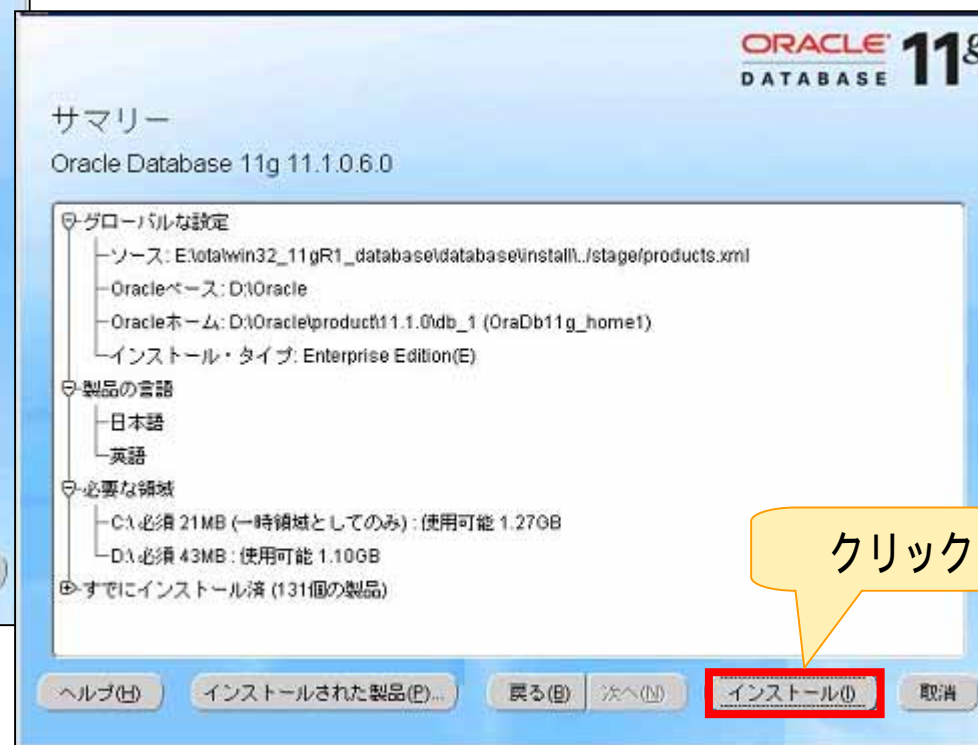 ORACLE 11g
DATABASE
サマリー
Oracle Database 11g 11.1.0.6.0
グローバルな設定
ソース: E:\ota\win32_11gR1_database\database\install\../stage/products.xml
Oracleベース: D:\Oracle
Oracleホーム: D:\Oracle\product\11.1.0\db_1 (OraDb11g_home1)
インストール・タイプ: Enterprise Edition(E)
製品の言語
日本語
英語
必要な領域
C:\ 必須 21MB (一時領域としてのみ) : 使用可能 1.27GB
D:\ 必須 43MB : 使用可能 1.10GB
すでにインストール済 (131個の製品)
クリック
ヘルプ(H) インストールされた製品(P)... 戻る(B) 次へ(N) インストール(I) 取消